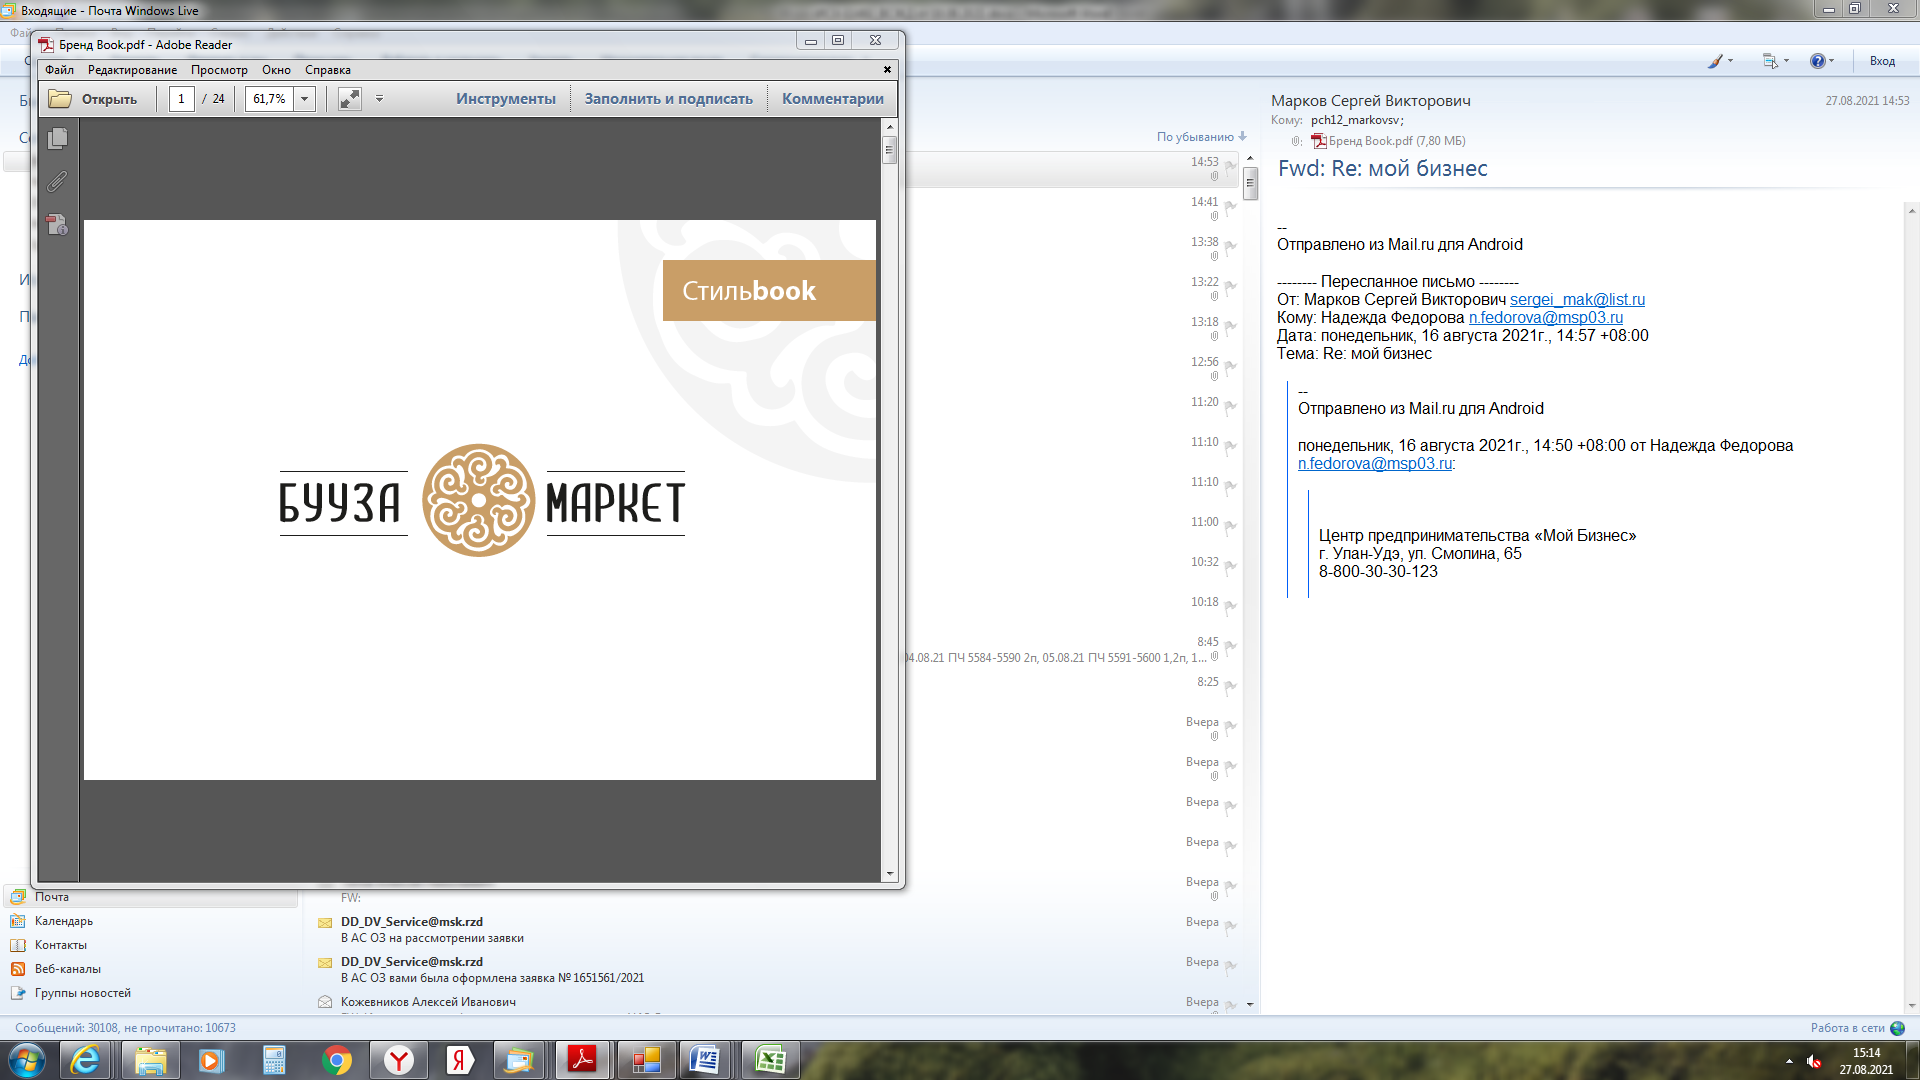 Входящие - Почта Windows Live
Бренд Book.pdf - Adobe Reader
Файл Редактирование Просмотр Окно Справка
Открыть 1 / 24 61,7% Инструменты Заполнить и подписать Комментарии
Стильbook
БУУЗА МАРКЕТ
Вход
По убыванию
14:53
14:41
13:38
13:22
13:18
12:56
11:20
11:10
11:10
11:00
10:32
10:18
8:45
04.08.21 ПЧ 5584-5590 2п, 05.08.21 ПЧ 5591-5600 1,2п, 1...
8:25
Вчера
Вчера
Вчера
Вчера
Вчера
FW:
DD_DV_Service@msk.rzd Вчера
В АС ОЗ на рассмотрении заявки
DD_DV_Service@msk.rzd Вчера
В АС ОЗ вами была оформлена заявка № 1651561/2021
Кожевников Алексей Иванович Вчера
Марков Сергей Викторович 27.08.2021 14:53
Кому: pch12_markovsv;
Бренд Book.pdf (7,80 МБ)
Fwd: Re: мой бизнес
--
Отправлено из Mail.ru для Android
-------- Пересланное письмо --------
От: Марков Сергей Викторович sergei_mak@list.ru
Кому: Надежда Федорова n.fedorova@msp03.ru
Дата: понедельник, 16 августа 2021г., 14:57 +08:00
Тема: Re: мой бизнес
--
Отправлено из Mail.ru для Android
понедельник, 16 августа 2021г., 14:50 +08:00 от Надежда Федорова
n.fedorova@msp03.ru:
Центр предпринимательства «Мой Бизнес»
г. Улан-Удэ, ул. Смолина, 65
8-800-30-30-123
Почта
Календарь
Контакты
Веб-каналы
Группы новостей
Сообщений: 30108, не прочитано: 10673
Работа в сети
15:14
27.08.2021